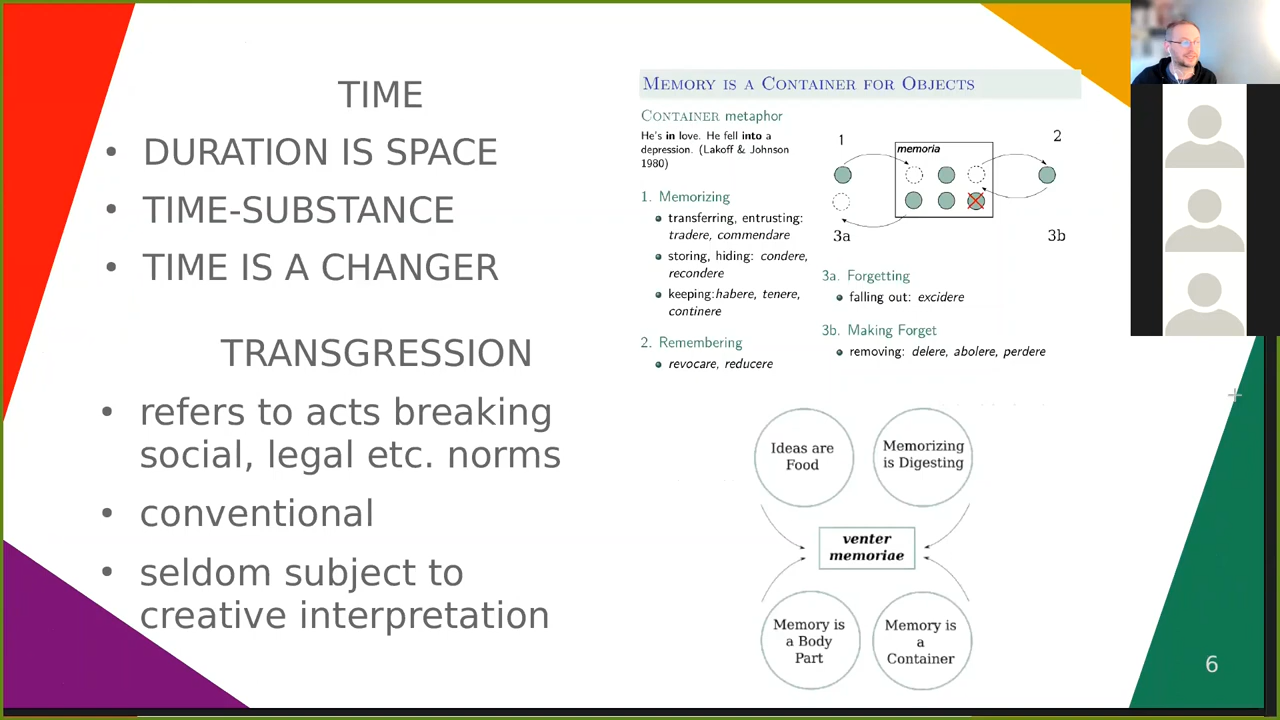 TIME
• DURATION IS SPACE
• TIME-SUBSTANCE
• TIME IS A CHANGER
TRANSGRESSION
• refers to acts breaking
social, legal etc. norms
• conventional
• seldom subject to
creative interpretation
MEMORY IS A CONTAINER FOR OBJECTS
CONTAINER metaphor
He's in love. He fell into a
depression. (Lakoff & Johnson
1980)
1. Memorizing
transferring, entrusting:
tradere, commendare
storing, hiding: condere,
recondere
keeping:habere, tenere,
continere
2. Remembering
revocare, reducere
1
2
memoria
3a
3b
3a. Forgetting
falling out: excidere
3b. Making Forget
removing: delere, abolere, perdere
Ideas are
Food
Memorizing
is Digesting
venter
memoriae
Memory is
a Body
Part
Memory is
a
Container
6